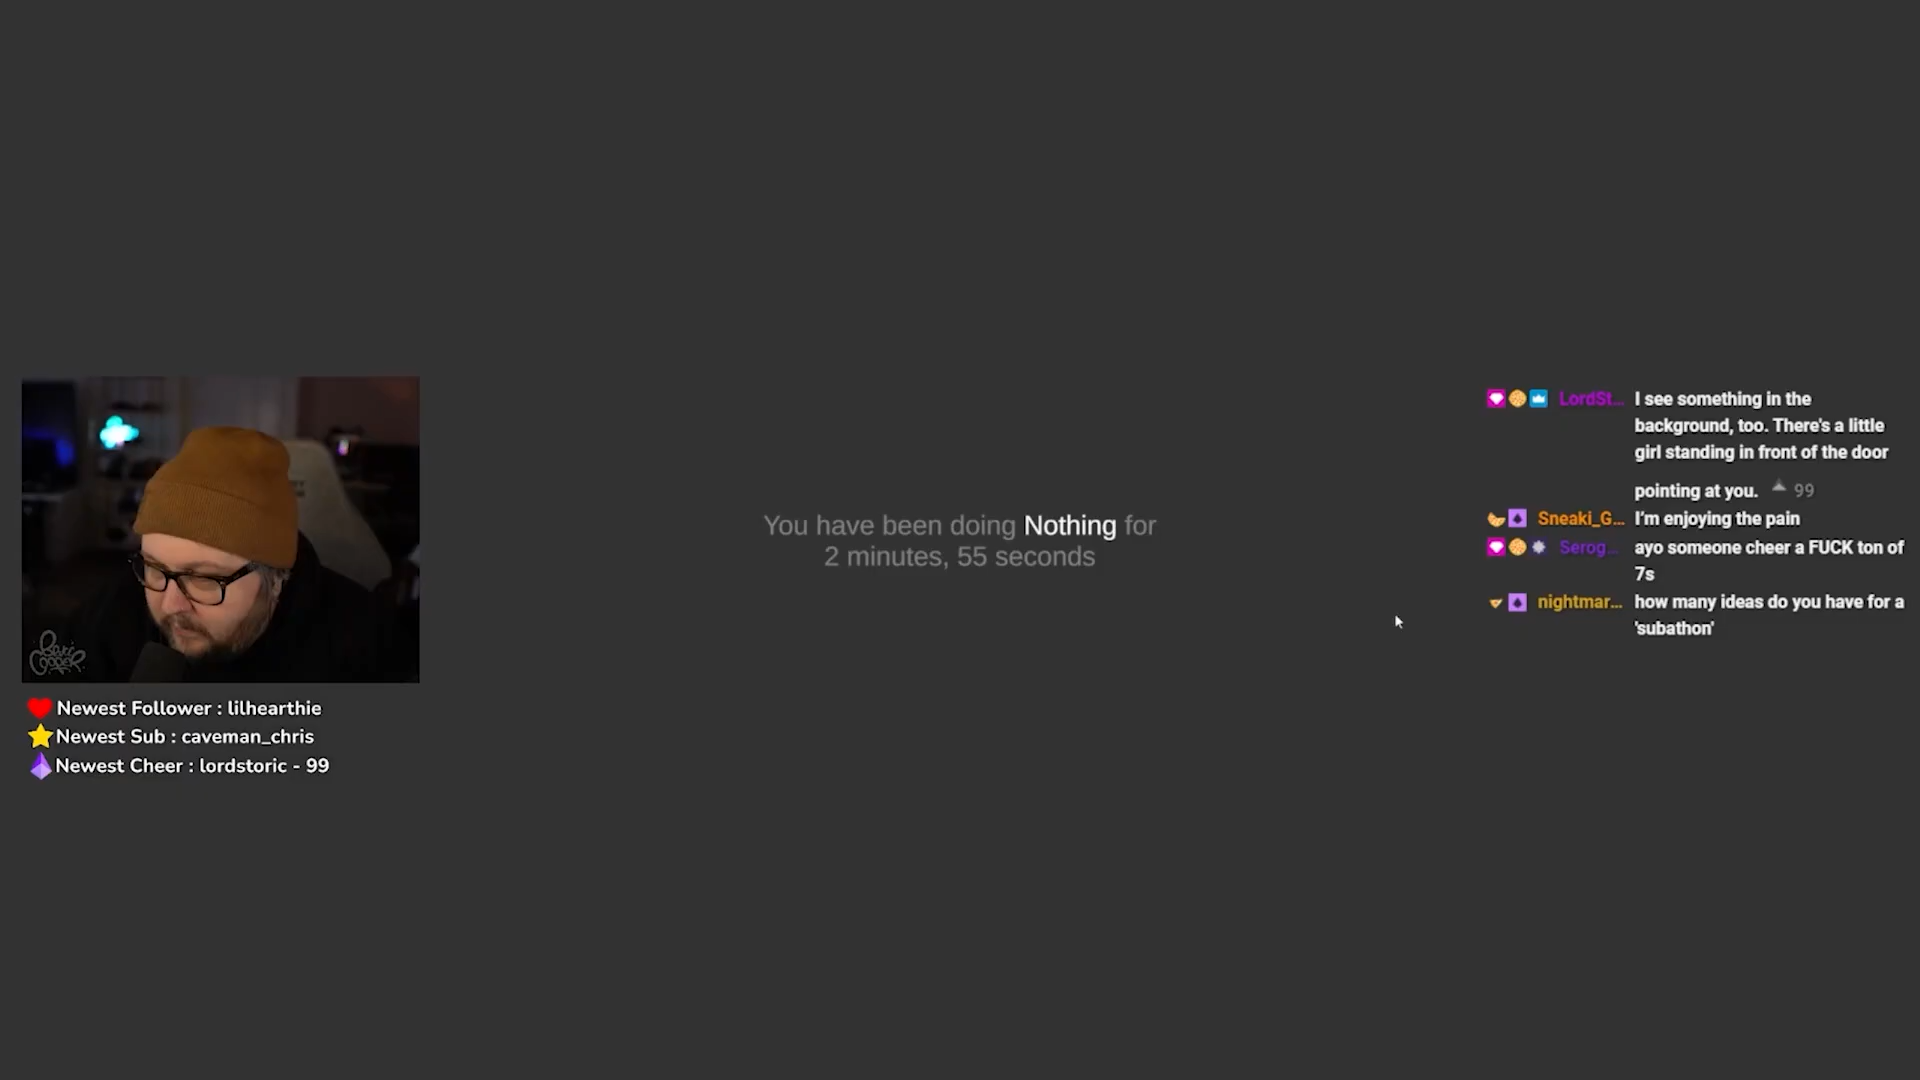 You have been doing Nothing for
2 minutes, 55 seconds
LordSt... I see something in the
background, too. There's a little
girl standing in front of the door
pointing at you. 99
Sneaki_G... I'm enjoying the pain
Serog... ayo someone cheer a FUCK ton of
7s
nightmar... how many ideas do you have for a
'subathon'
Newest Follower : lilhearthie
Newest Sub : caveman_chris
Newest Cheer : lordstoric - 99